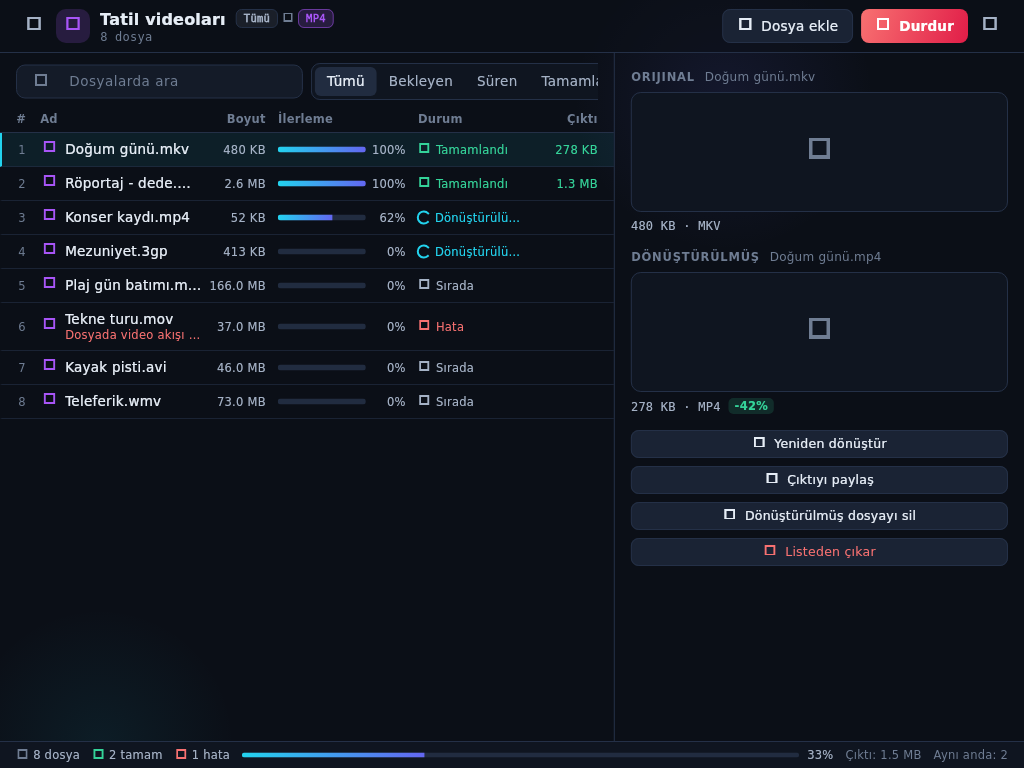 Tatil videoları Tümü MP4
8 dosya
Dosya ekle
Durdur
Dosyalarda ara
Tümü Bekleyen Süren Tamamla
# Ad Boyut İlerleme Durum Çıktı
1 Doğum günü.mkv 480 KB 100% Tamamlandı 278 KB
2 Röportaj - dede.... 2.6 MB 100% Tamamlandı 1.3 MB
3 Konser kaydı.mp4 52 KB 62% Dönüştürülü...
4 Mezuniyet.3gp 413 KB 0% Dönüştürülü...
5 Plaj gün batımı.m... 166.0 MB 0% Sırada
6 Tekne turu.mov 37.0 MB 0% Hata
Dosyada video akışı ...
7 Kayak pisti.avi 46.0 MB 0% Sırada
8 Teleferik.wmv 73.0 MB 0% Sırada
ORIJINAL Doğum günü.mkv
480 KB · MKV
DÖNÜŞTÜRÜLMÜŞ Doğum günü.mp4
278 KB · MP4 -42%
Yeniden dönüştür
Çıktıyı paylaş
Dönüştürülmüş dosyayı sil
Listeden çıkar
8 dosya 2 tamam 1 hata 33% Çıktı: 1.5 MB Aynı anda: 2